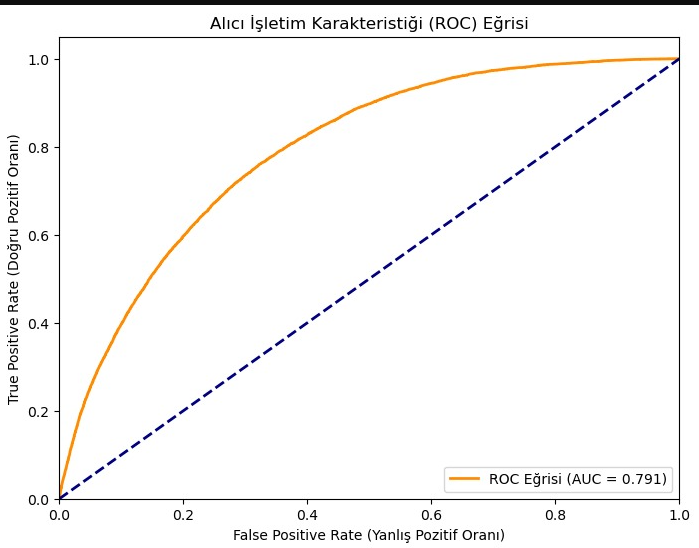 Alıcı İşletim Karakteristiği (ROC) Eğrisi
True Positive Rate (Doğru Pozitif Oranı)
1.0
0.8
0.6
0.4
0.2
0.0
ROC Eğrisi (AUC = 0.791)
0.0 0.2 0.4 0.6 0.8 1.0
False Positive Rate (Yanlış Pozitif Oranı)